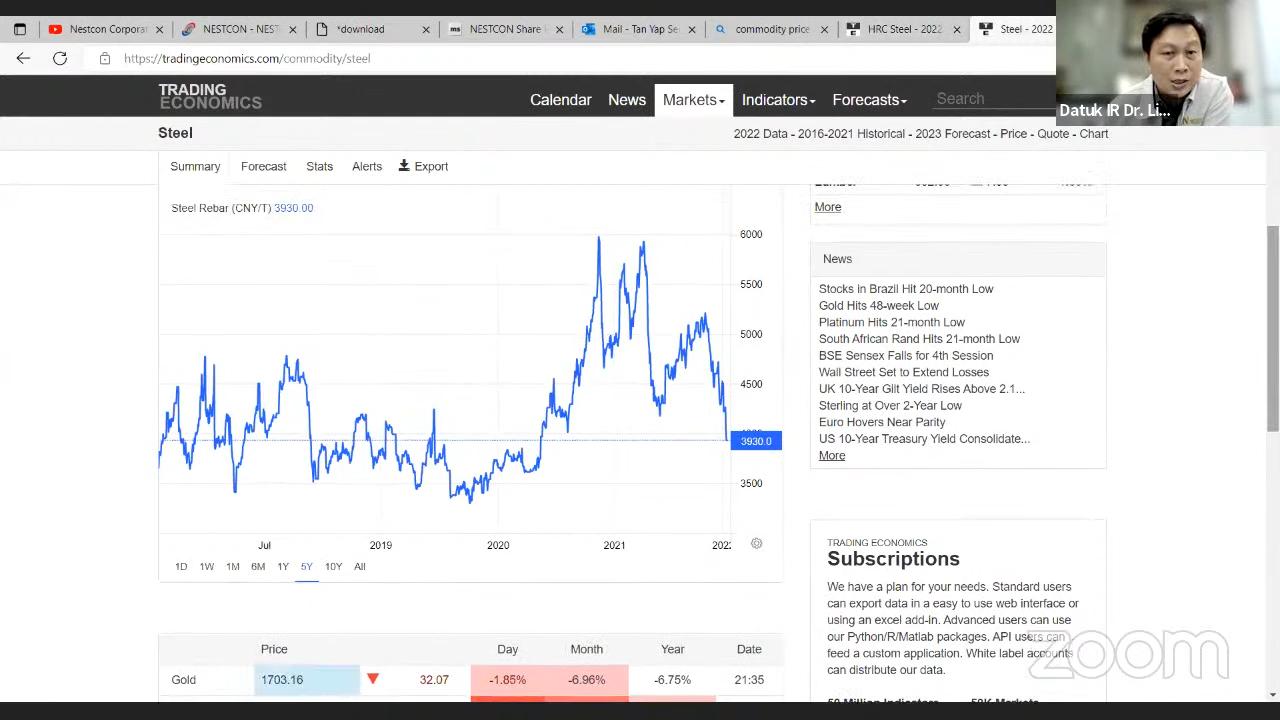 Nestcon Corpora
NESTCON - NEST
*download
NESTCON Share
Mail - Tan Yap Se
commodity price
HRC Steel - 2022
Steel - 2022
https://tradingeconomics.com/commodity/steel
Datuk IR Dr. Li...
TRADING
ECONOMICS
Calendar
News
Markets
Indicators
Forecasts
Search
Steel
2022 Data - 2016-2021 Historical - 2023 Forecast - Price - Quote - Chart
Summary
Forecast
Stats
Alerts
Export
Steel Rebar (CNY/T) 3930.00
6000
5500
5000
4500
3930.0
3500
Jul
2019
2020
2021
2022
1D 1W 1M 6M 1Y 5Y 10Y All
More
News
Stocks in Brazil Hit 20-month Low
Gold Hits 48-week Low
Platinum Hits 21-month Low
South African Rand Hits 21-month Low
BSE Sensex Falls for 4th Session
Wall Street Set to Extend Losses
UK 10-Year Gilt Yield Rises Above 2.1...
Sterling at Over 2-Year Low
Euro Hovers Near Parity
US 10-Year Treasury Yield Consolidate...
More
TRADING ECONOMICS
Subscriptions
We have a plan for your needs. Standard users
can export data in a easy to use web interface or
using an excel add-in. Advanced users can use
our Python/R/Matlab packages. API users can
feed a custom application. White label accounts
can distribute our data.
Price Day Month Year Date
Gold 1703.16 32.07 -1.85% -6.96% -6.75% 21:35
zoom